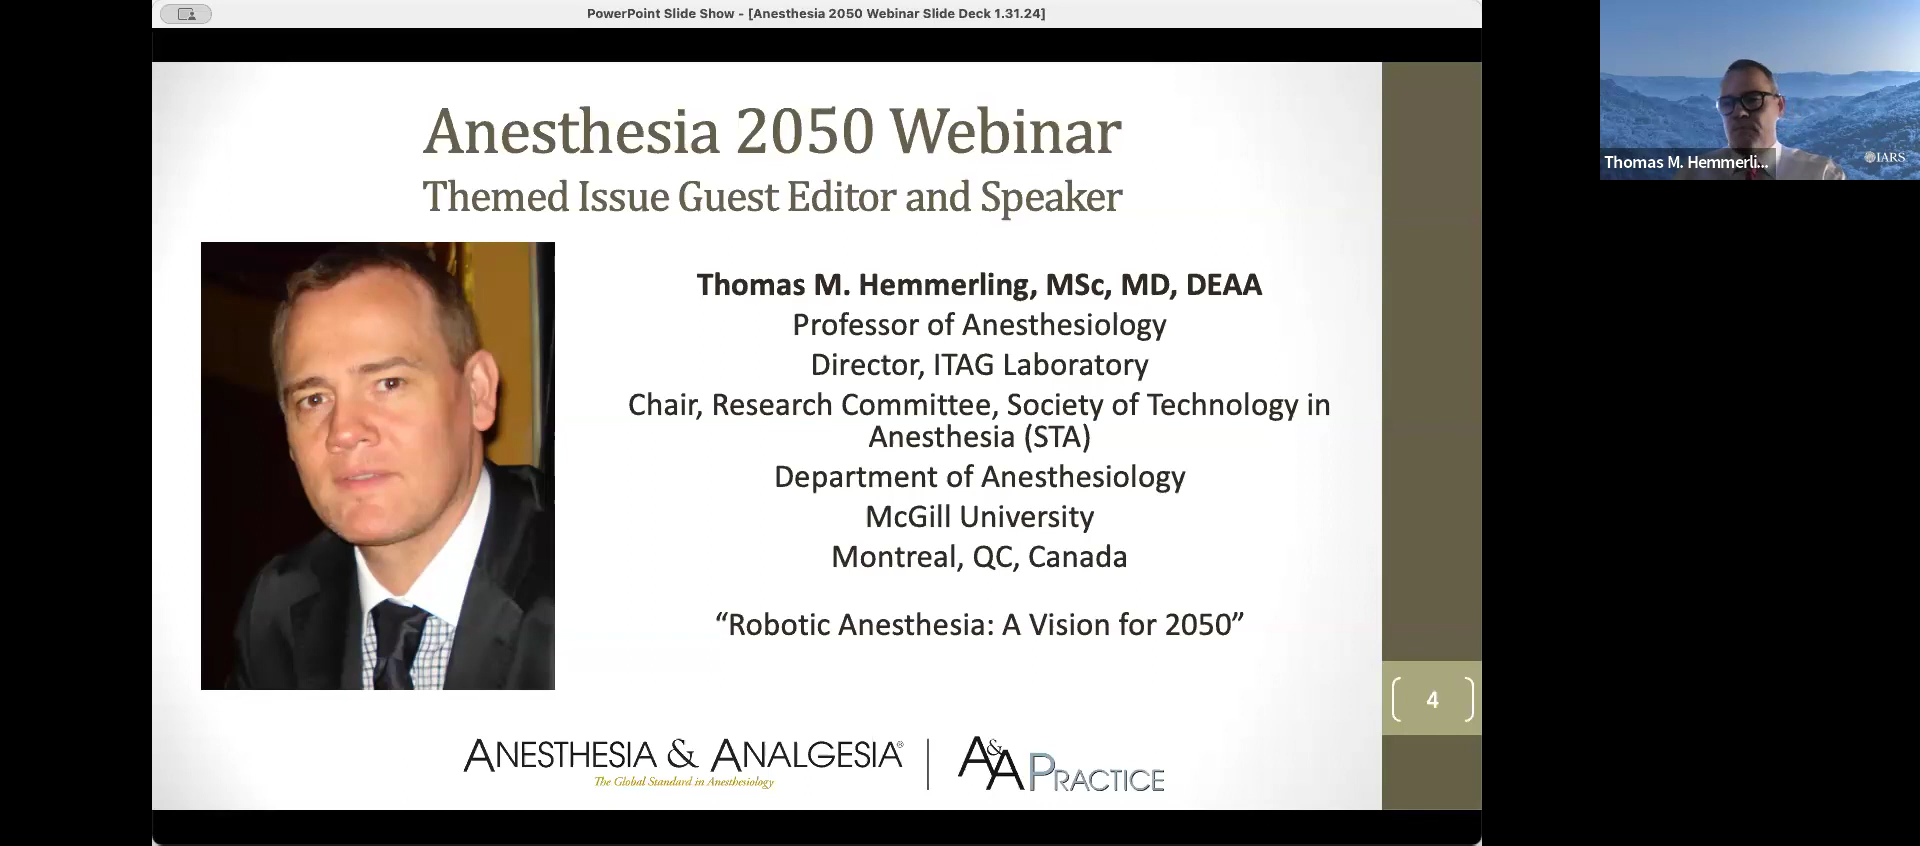 PowerPoint Slide Show - [Anesthesia 2050 Webinar Slide Deck 1.31.24]
Anesthesia 2050 Webinar
Themed Issue Guest Editor and Speaker
Thomas M. Hemmerling, MSc, MD, DEAA
Professor of Anesthesiology
Director, ITAG Laboratory
Chair, Research Committee, Society of Technology in
Anesthesia (STA)
Department of Anesthesiology
McGill University
Montreal, QC, Canada
“Robotic Anesthesia: A Vision for 2050”
4
ANESTHESIA & ANALGESIA®
The Global Standard in Anesthesiology
A&A PRACTICE
Thomas M. Hemmerli...
IARS